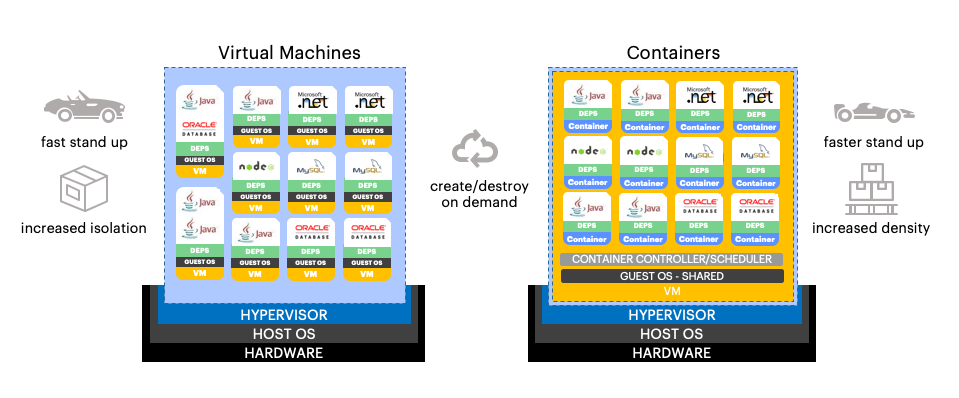 Virtual Machines
Containers
fast stand up
increased isolation
Java
ORACLE
DATABASE
DEPS
GUEST OS
VM
Java
DEPS
GUEST OS
VM
Microsoft
.net
DEPS
GUEST OS
VM
Microsoft
.net
DEPS
GUEST OS
VM
node
DEPS
GUEST OS
VM
MySQL
DEPS
GUEST OS
VM
MySQL
DEPS
GUEST OS
VM
Java
Java
DEPS
GUEST OS
VM
Java
DEPS
GUEST OS
VM
ORACLE
DATABASE
DEPS
GUEST OS
VM
ORACLE
DATABASE
DEPS
GUEST OS
VM
HYPERVISOR
HOST OS
HARDWARE
create/destroy
on demand
Java
DEPS
Container
Java
DEPS
Container
Microsoft
.net
DEPS
Container
Microsoft
.net
DEPS
Container
node
DEPS
Container
node
DEPS
Container
MySQL
DEPS
Container
MySQL
DEPS
Container
Java
DEPS
Container
Java
DEPS
Container
ORACLE
DATABASE
DEPS
Container
ORACLE
DATABASE
DEPS
Container
CONTAINER CONTROLLER/SCHEDULER
GUEST OS - SHARED
VM
HYPERVISOR
HOST OS
HARDWARE
faster stand up
increased density